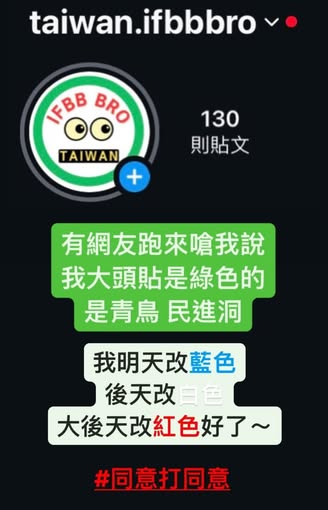 taiwan.ifbbbro
IFBB BRO
TAIWAN
130
則貼文
有網友跑來嗆我說
我大頭貼是綠色的
是青鳥 民進洞
我明天改藍色
後天改白色
大後天改紅色好了～
#同意打同意